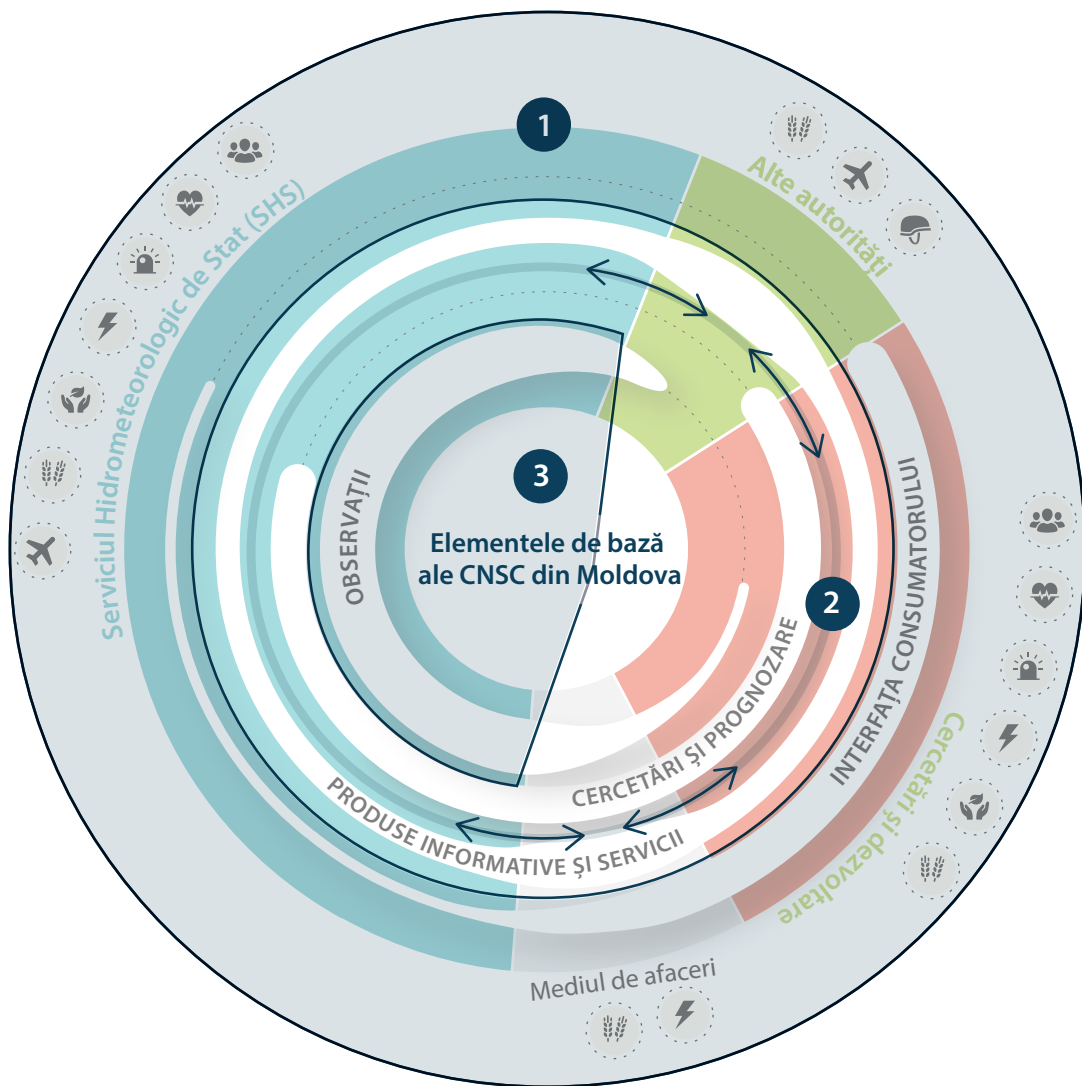 1
Alte autorități
Serviciul Hidrometeorologic de Stat (SHS)
OBSERVAȚII
3
Elementele de bază
ale CNSC din Moldova
2
INTERFAȚA CONSUMATORULUI
CERCETĂRI ȘI PROGNOZARE
PRODUSE INFORMATIVE ȘI SERVICII
Cercetări și dezvoltare
Mediul de afaceri